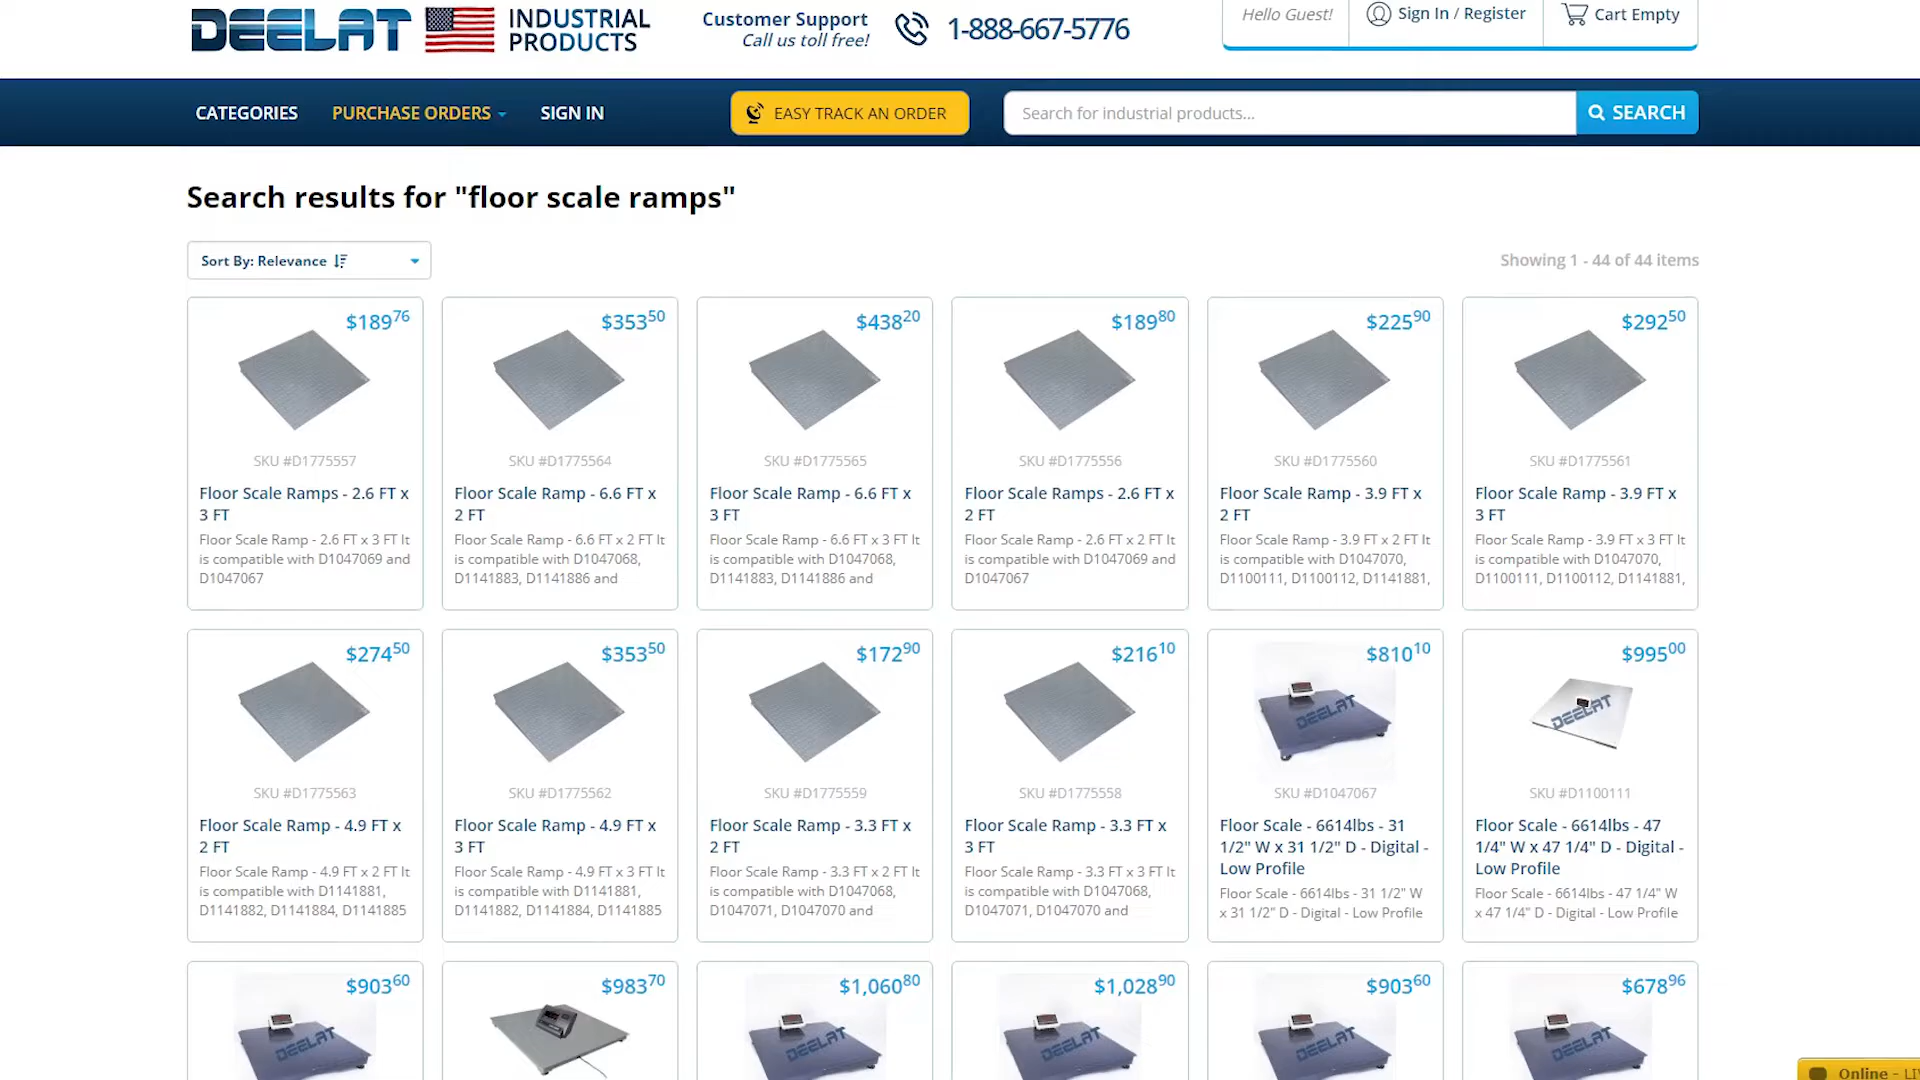 DEELAT INDUSTRIAL PRODUCTS
Customer Support
Call us toll free!
1-888-667-5776
Hello Guest!
Sign In / Register
Cart Empty
CATEGORIES
PURCHASE ORDERS
SIGN IN
EASY TRACK AN ORDER
Search for industrial products...
SEARCH
Search results for "floor scale ramps"
Sort By: Relevance
Showing 1 - 44 of 44 items
$189 76
SKU #D1775557
Floor Scale Ramps - 2.6 FT x
3 FT
Floor Scale Ramp - 2.6 FT x 3 FT It
is compatible with D1047069 and
D1047067
$353 50
SKU #D1775564
Floor Scale Ramp - 6.6 FT x
2 FT
Floor Scale Ramp - 6.6 FT x 2 FT It
is compatible with D1047068,
D1141883, D1141886 and
$438 20
SKU #D1775565
Floor Scale Ramp - 6.6 FT x
3 FT
Floor Scale Ramp - 6.6 FT x 3 FT It
is compatible with D1047068,
D1141883, D1141886 and
$189 80
SKU #D1775556
Floor Scale Ramps - 2.6 FT x
2 FT
Floor Scale Ramp - 2.6 FT x 2 FT It
is compatible with D1047069 and
D1047067
$225 90
SKU #D1775560
Floor Scale Ramp - 3.9 FT x
2 FT
Floor Scale Ramp - 3.9 FT x 2 FT It
is compatible with D1047070,
D1100111, D1100112, D1141881,
$292 50
SKU #D1775561
Floor Scale Ramp - 3.9 FT x
3 FT
Floor Scale Ramp - 3.9 FT x 3 FT It
is compatible with D1047070,
D1100111, D1100112, D1141881,
$274 50
SKU #D1775563
Floor Scale Ramp - 4.9 FT x
2 FT
Floor Scale Ramp - 4.9 FT x 2 FT It
is compatible with D1141881,
D1141882, D1141884, D1141885
$353 50
SKU #D1775562
Floor Scale Ramp - 4.9 FT x
3 FT
Floor Scale Ramp - 4.9 FT x 3 FT It
is compatible with D1141881,
D1141882, D1141884, D1141885
$172 90
SKU #D1775559
Floor Scale Ramp - 3.3 FT x
2 FT
Floor Scale Ramp - 3.3 FT x 2 FT It
is compatible with D1047068,
D1047071, D1047070 and
$216 10
SKU #D1775558
Floor Scale Ramp - 3.3 FT x
3 FT
Floor Scale Ramp - 3.3 FT x 3 FT It
is compatible with D1047068,
D1047071, D1047070 and
$810 10
DEELAT
SKU #D1047067
Floor Scale - 6614lbs - 31
1/2" W x 31 1/2" D - Digital -
Low Profile
Floor Scale - 6614lbs - 31 1/2" W
x 31 1/2" D - Digital - Low Profile
$995 00
DEELAT
SKU #D1100111
Floor Scale - 6614lbs - 47
1/4" W x 47 1/4" D - Digital -
Low Profile
Floor Scale - 6614lbs - 47 1/4" W
x 47 1/4" D - Digital - Low Profile
$903 60
DEELAT
$983 70
$1,060 80
DEELAT
$1,028 90
DEELAT
$903 60
DEELAT
$678 96
DEELAT
Online - LI